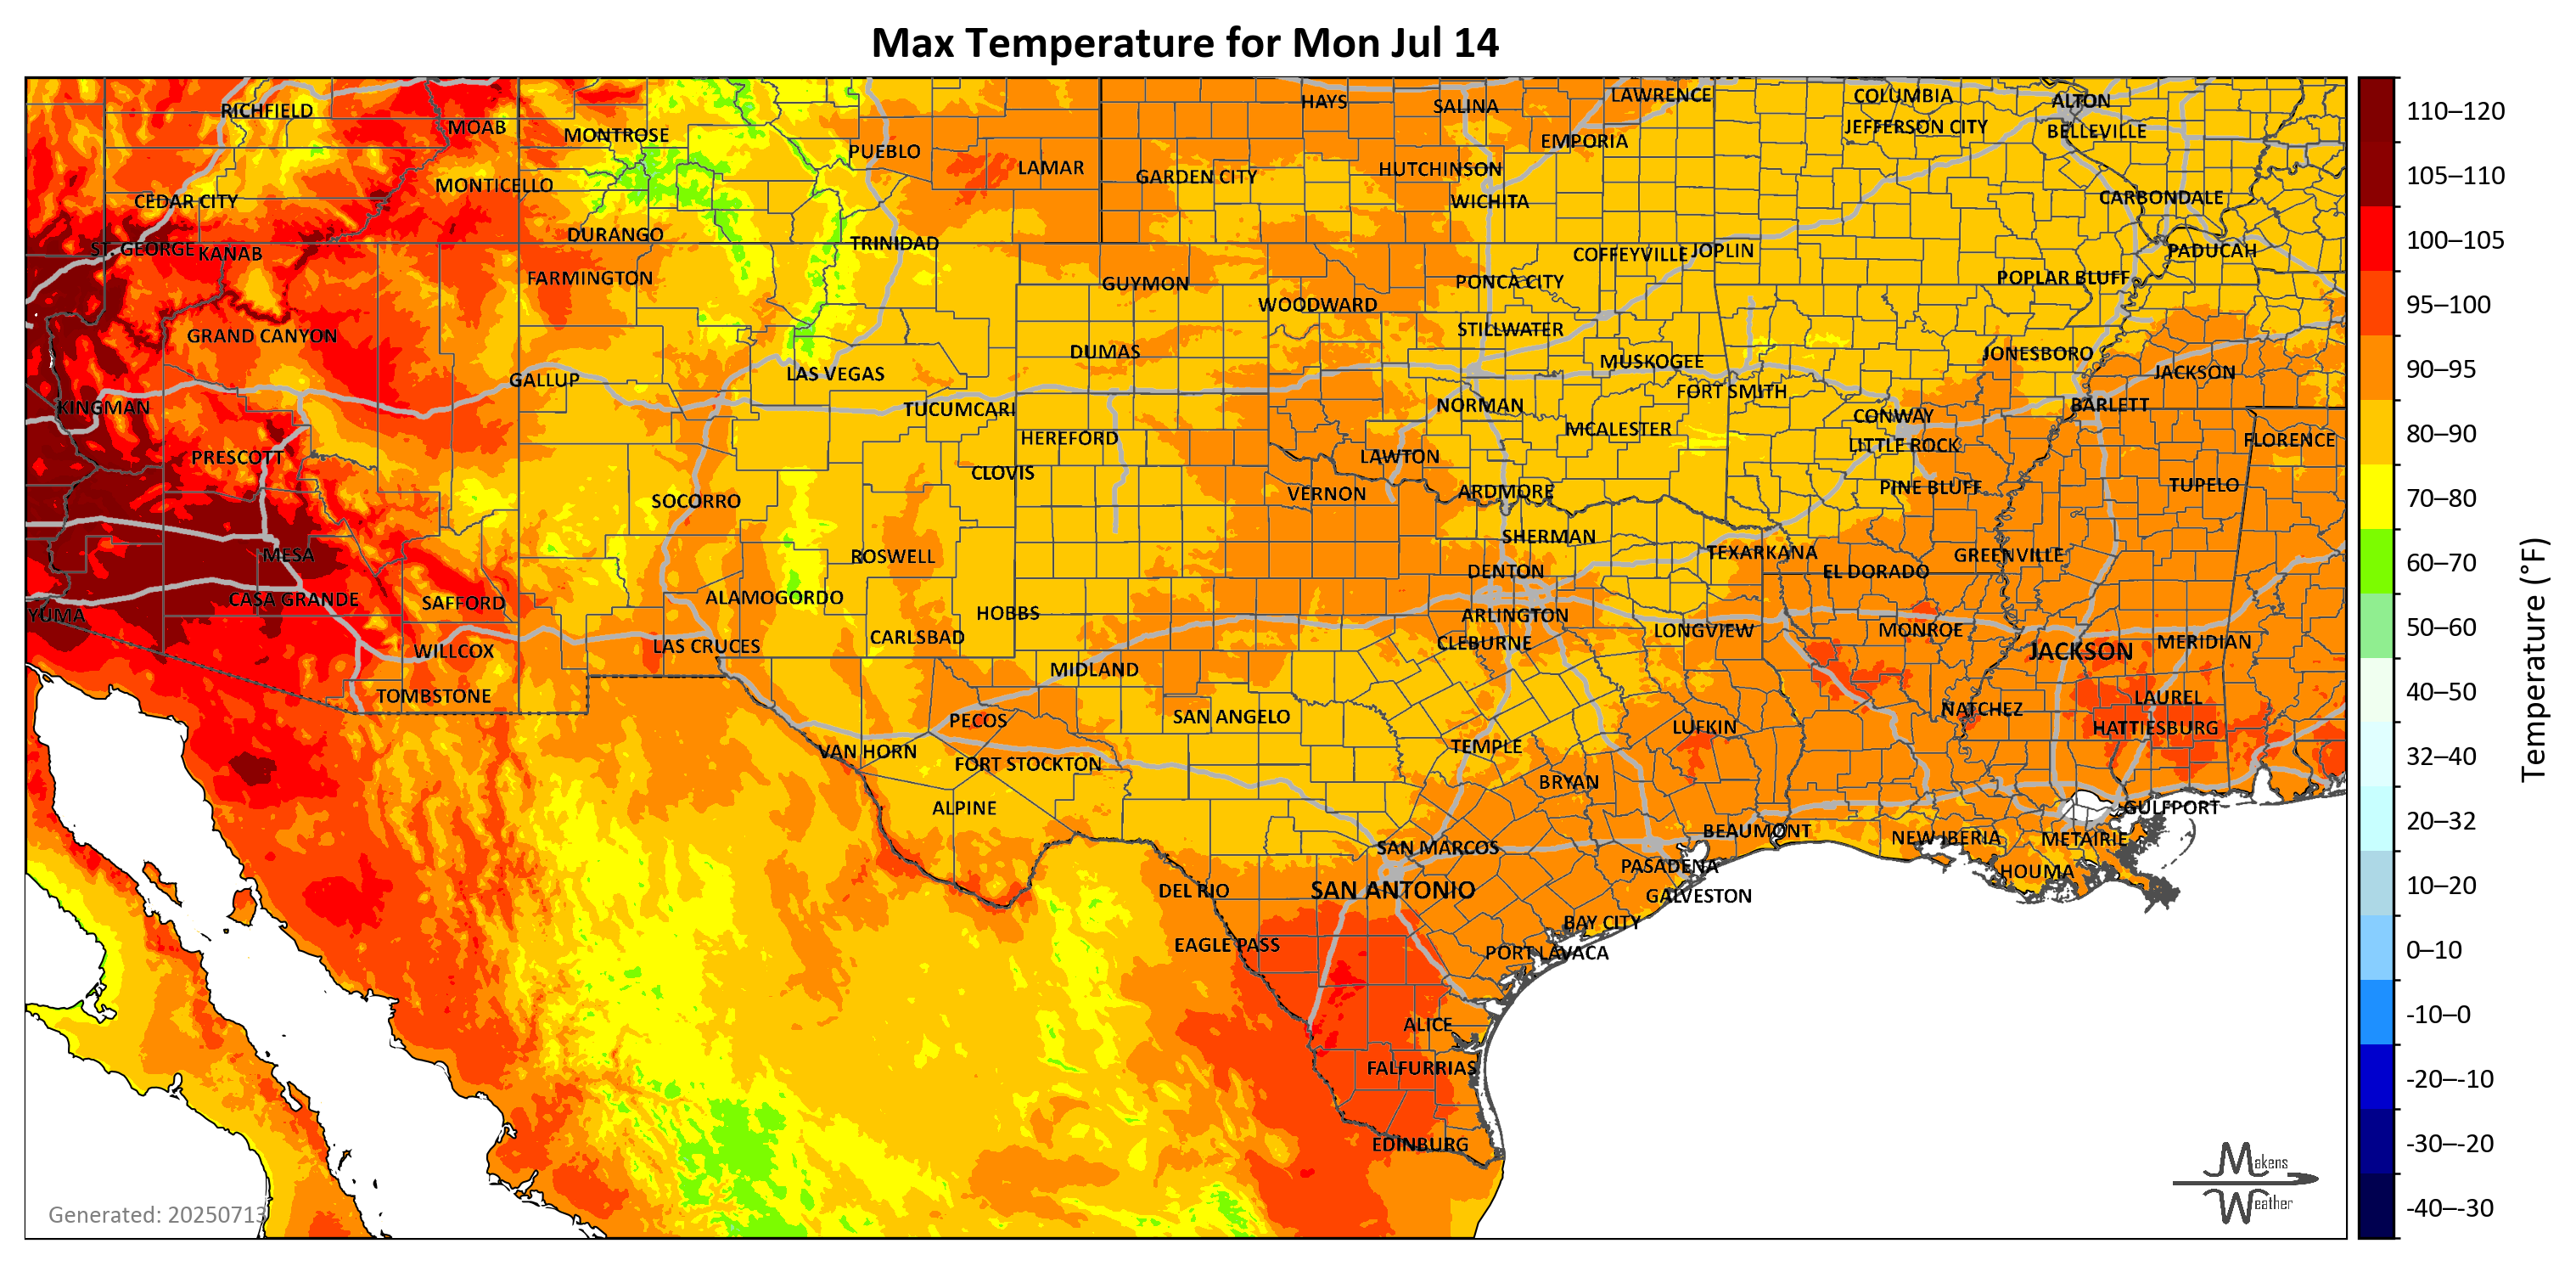 Max Temperature for Mon Jul 14
RICHFIELD
MOAB
MONTROSE
PUEBLO
LAMAR
HAYS
SALINA
LAWRENCE
EMPORIA
COLUMBIA
JEFFERSON CITY
ALTON
BELLEVILLE
MONTICELLO
CEDAR CITY
GARDEN CITY
HUTCHINSON
WICHITA
CARBONDALE
ST. GEORGE
KANAB
DURANGO
TRINIDAD
COFFEYVILLE
JOPLIN
PADUCAH
FARMINGTON
GUYMON
WOODWARD
PONCA CITY
POPLAR BLUFF
GRAND CANYON
STILLWATER
DUMAS
MUSKOGEE
JONESBORO
JACKSON
GALLUP
LAS VEGAS
FORT SMITH
KINGMAN
TUCUMCARI
NORMAN
CONWAY
BARLETT
HEREFORD
MCALESTER
LITTLE ROCK
FLORENCE
PRESCOTT
CLOVIS
LAWTON
SOCORRO
VERNON
ARDMORE
PINE BLUFF
TUPELO
MESA
ROSWELL
SHERMAN
TEXARKANA
GREENVILLE
DENTON
EL DORADO
CASA GRANDE
SAFFORD
ALAMOGORDO
HOBBS
ARLINGTON
YUMA
CARLSBAD
CLEBURNE
LONGVIEW
MONROE
WILLCOX
LAS CRUCES
MIDLAND
JACKSON
MERIDIAN
TOMBSTONE
PECOS
SAN ANGELO
LUFKIN
NATCHEZ
LAUREL
HATTIESBURG
VAN HORN
FORT STOCKTON
TEMPLE
BRYAN
ALPINE
GULFPORT
SAN MARCOS
BEAUMONT
NEW IBERIA
METAIRIE
DEL RIO
SAN ANTONIO
PASADENA
GALVESTON
HOUMA
EAGLE PASS
BAY CITY
PORT LAVACA
ALICE
FALFURRIAS
EDINBURG
Generated: 20250713
Makens
Weather
110–120
105–110
100–105
95–100
90–95
80–90
70–80
60–70
50–60
40–50
32–40
20–32
10–20
0–10
-10–0
-20–-10
-30–-20
-40–-30
Temperature (°F)